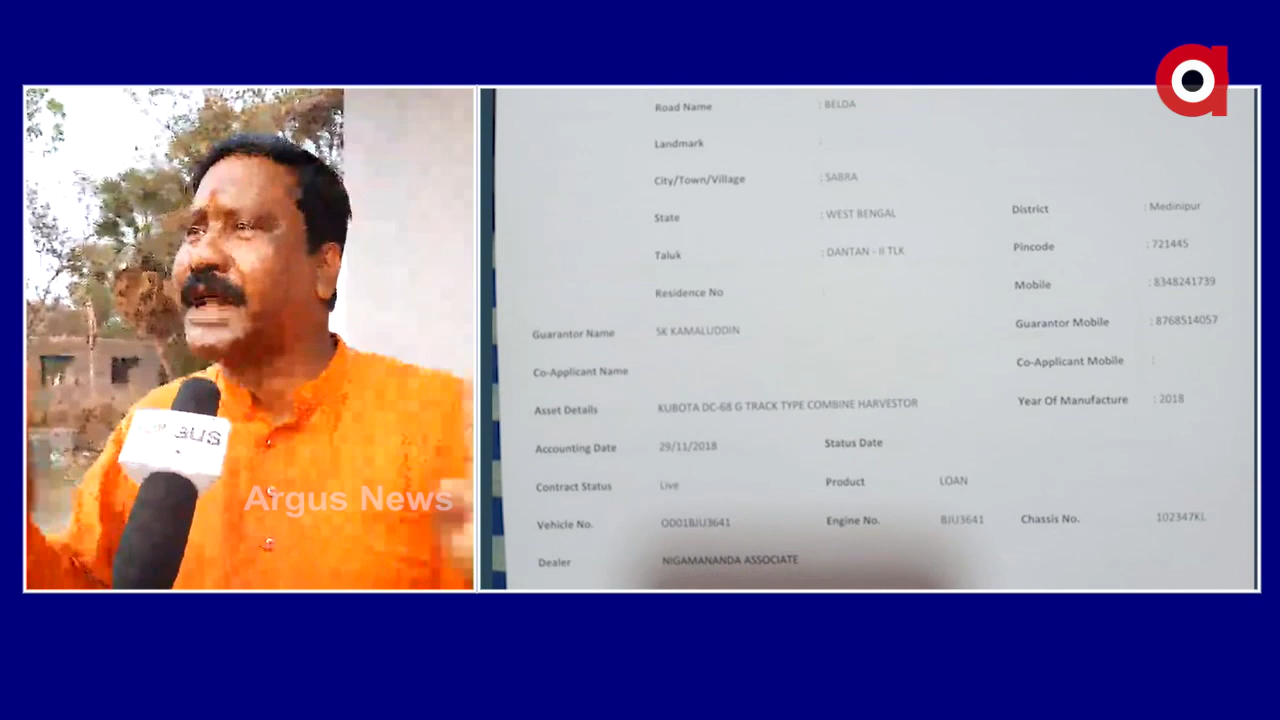 Road Name : BELDA
Landmark :
City/Town/Village : SABRA
State : WEST BENGAL District : Medinipur
Taluk : DANTAN - II TLK Pincode : 721445
Residence No : Mobile : 8348241739
Guarantor Name SK KAMALUDDIN Guarantor Mobile : 8768514057
Co-Applicant Name Co-Applicant Mobile :
Asset Details KUBOTA DC-68 G TRACK TYPE COMBINE HARVESTOR Year Of Manufacture : 2018
Accounting Date 29/11/2018 Status Date
Contract Status Live Product LOAN
Vehicle No. OD01BJU3641 Engine No. BJU3641 Chassis No. 102347KL
Dealer NIGAMANANDA ASSOCIATE
Argus News